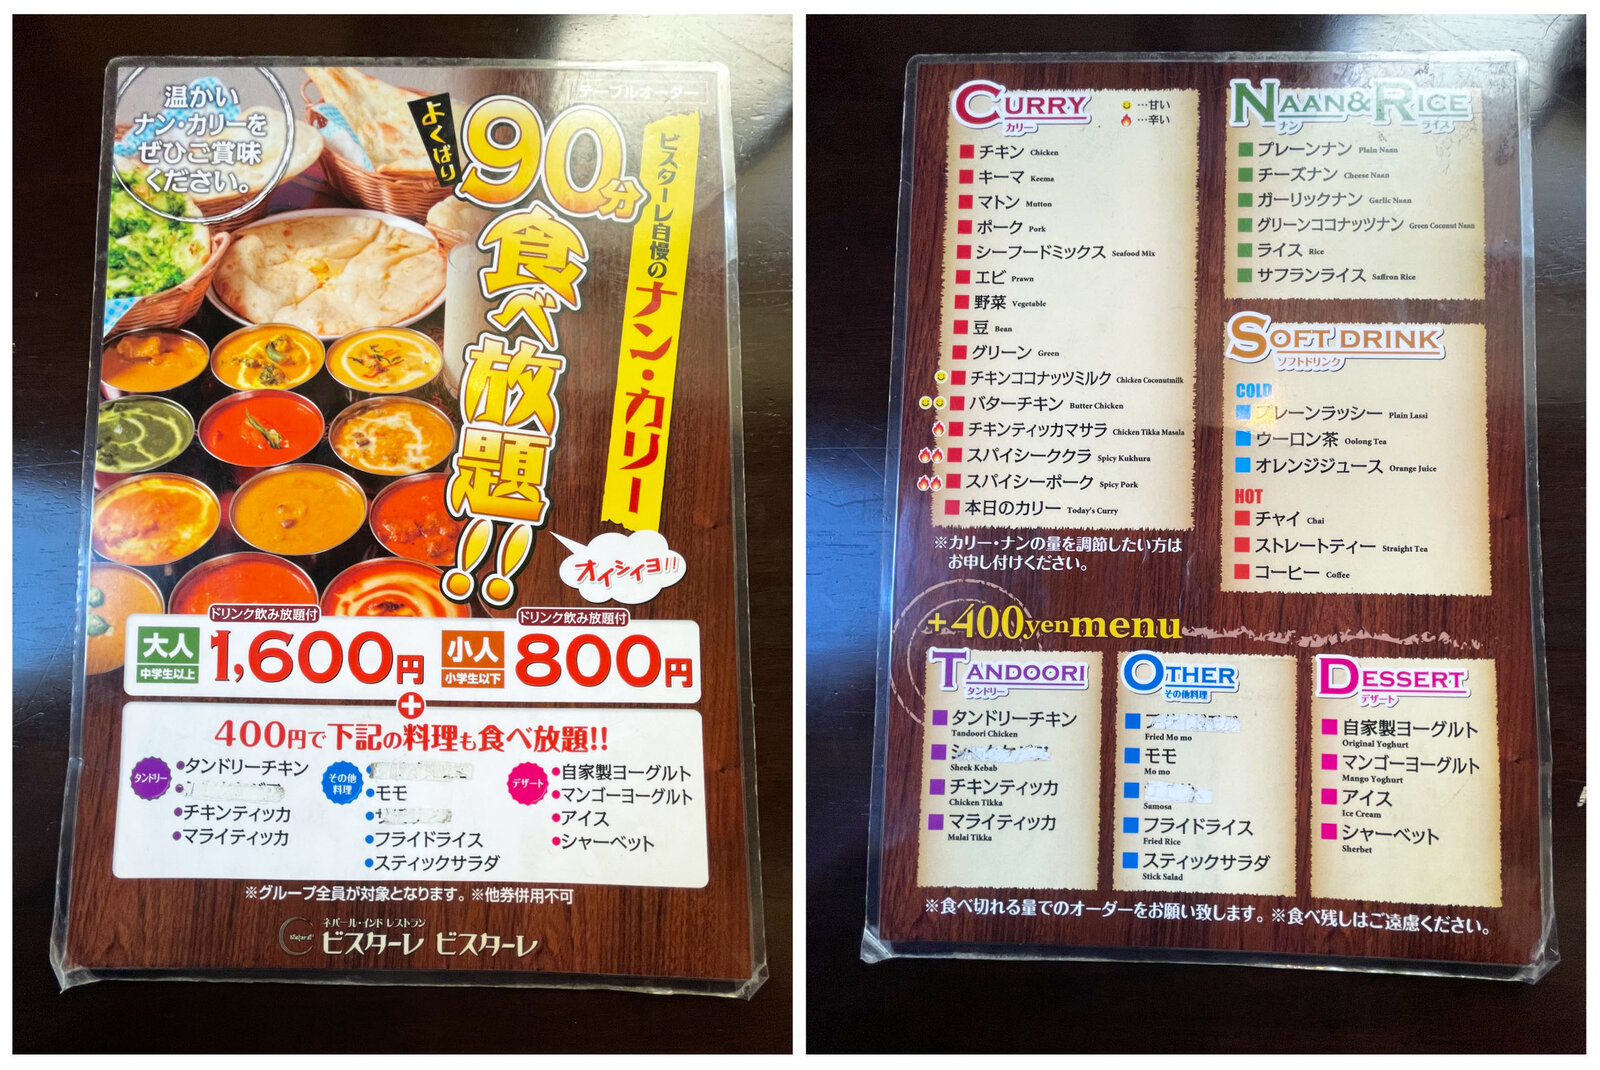 温かい
ナン・カリーを
ぜひご賞味
ください。
テーブルオーダー
よくばり
90分
食べ放題!!
ビスターレ自慢のナン・カリー
オイシイヨ!!
ドリンク飲み放題付
大人
中学生以上
1,600円
ドリンク飲み放題付
小人
小学生以下
800円
+
400円で下記の料理も食べ放題!!
タンドリー
•タンドリーチキン
•チキンティッカ
•マライティッカ
その他
料理
•モモ
•フライドライス
•スティックサラダ
デザート
•自家製ヨーグルト
•マンゴーヨーグルト
•アイス
•シャーベット
※グループ全員が対象となります。※他券併用不可
ネパール・インド レストラン
ビスターレ ビスターレ
CURRY
カリー
…甘い
…辛い
チキン Chicken
キーマ Keema
マトン Mutton
ポーク Pork
シーフードミックス Seafood Mix
エビ Prawn
野菜 Vegetable
豆 Bean
グリーン Green
チキンココナッツミルク Chicken Coconutmilk
バターチキン Butter Chicken
チキンティッカマサラ Chicken Tikka Masala
スパイシーククラ Spicy Kukhura
スパイシーポーク Spicy Pork
本日のカリー Today's Curry
※カリー・ナンの量を調節したい方は
お申し付けください。
NAAN&RICE
ナン ライス
プレーンナン Plain Naan
チーズナン Cheese Naan
ガーリックナン Garlic Naan
グリーンココナッツナン Green Coconut Naan
ライス Rice
サフランライス Saffron Rice
SOFT DRINK
ソフトドリンク
COLD
プレーンラッシー Plain Lassi
ウーロン茶 Oolong Tea
オレンジジュース Orange Juice
HOT
チャイ Chai
ストレートティー Straight Tea
コーヒー Coffee
+400yen menu
TANDOORI
タンドリー
タンドリーチキン
Tandoori Chicken
Sheek Kebab
チキンティッカ
Chicken Tikka
マライティッカ
Malai Tikka
OTHER
その他料理
Fried Mo mo
モモ
Mo mo
Samosa
フライドライス
Fried Rice
スティックサラダ
Stick Salad
DESSERT
デザート
自家製ヨーグルト
Original Yoghurt
マンゴーヨーグルト
Mango Yoghurt
アイス
Ice Cream
シャーベット
Sherbet
※食べ切れる量でのオーダーをお願い致します。※食べ残しはご遠慮ください。